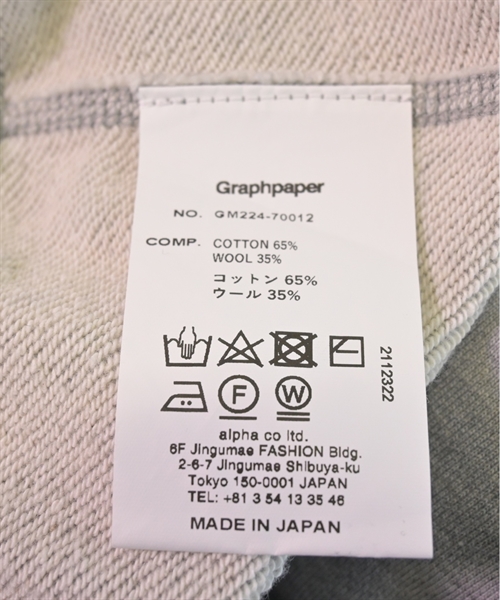 Graphpaper
NO. GM224-70012
COMP. COTTON 65%
WOOL 35%
コットン 65%
ウール 35%
2112322
F W
alpha co ltd.
6F Jingumae FASHION Bldg.
2-6-7 Jingumae Shibuya-ku
Tokyo 150-0001 JAPAN
TEL: +81 3 54 13 35 46
MADE IN JAPAN